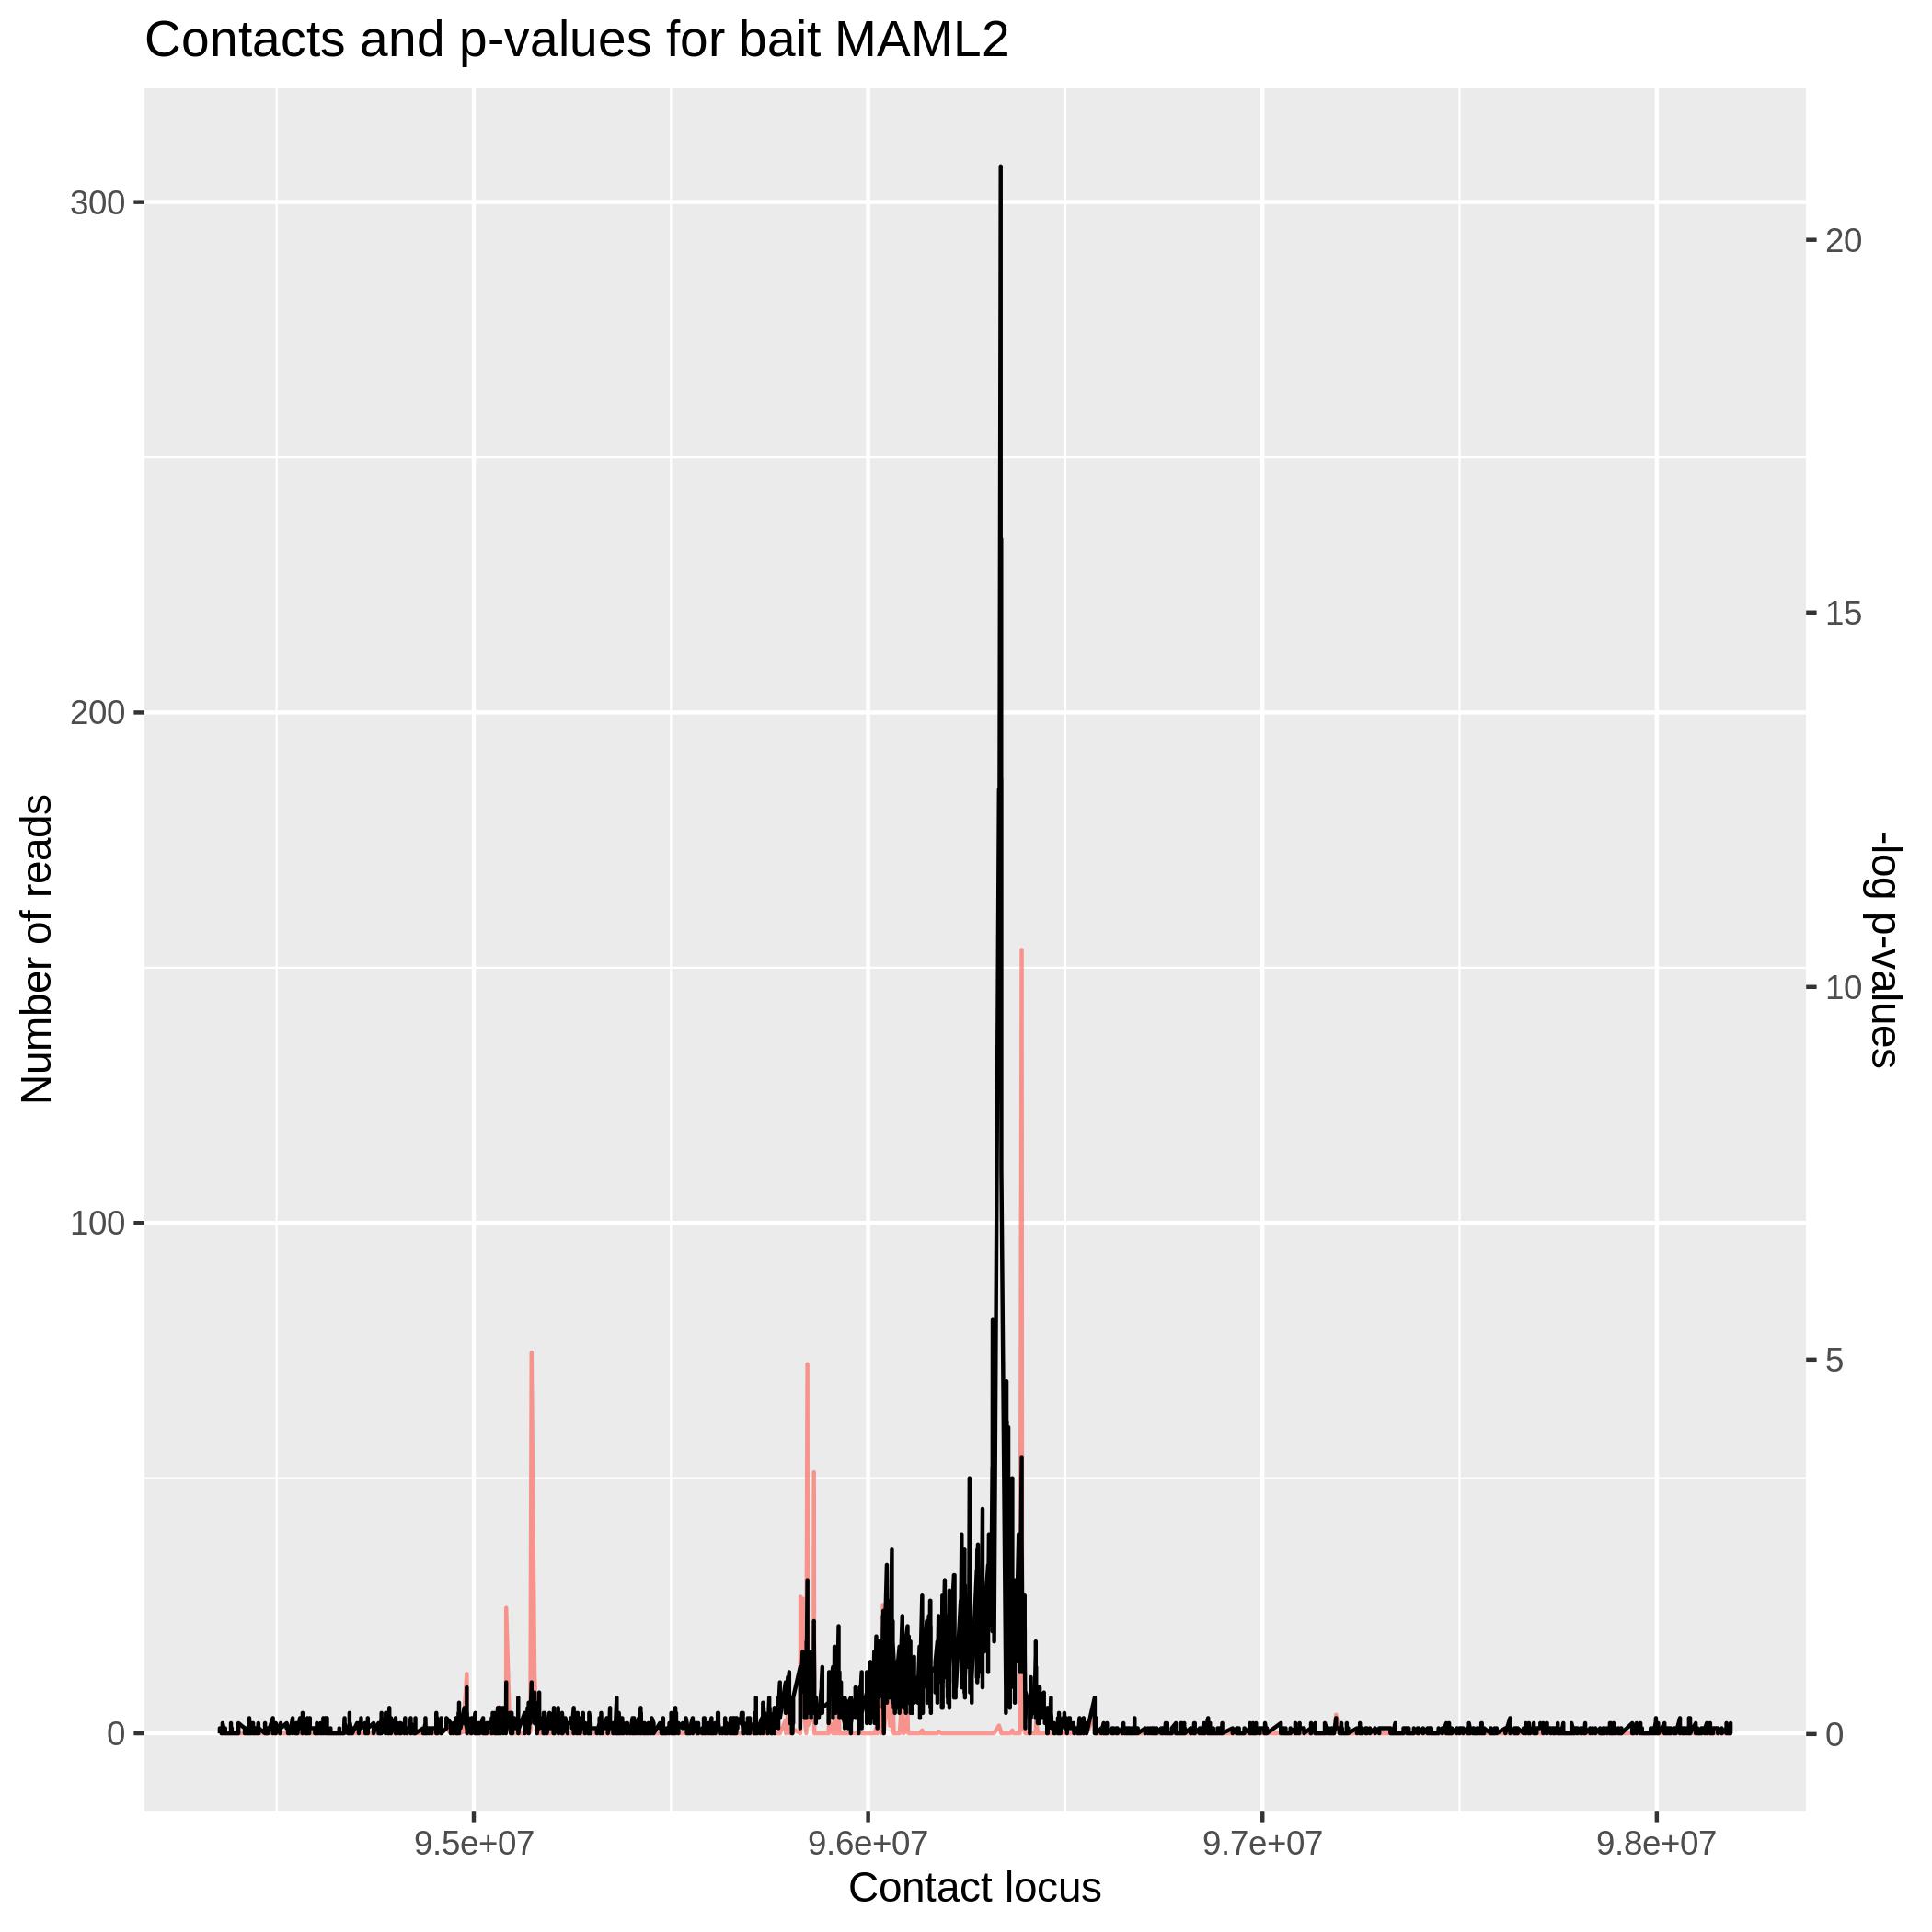 Contacts and p-values for bait MAML2
Number of reads
300
200
100
0
20
15
10
5
0
-log p-values
9.5e+07
9.6e+07
9.7e+07
9.8e+07
Contact locus